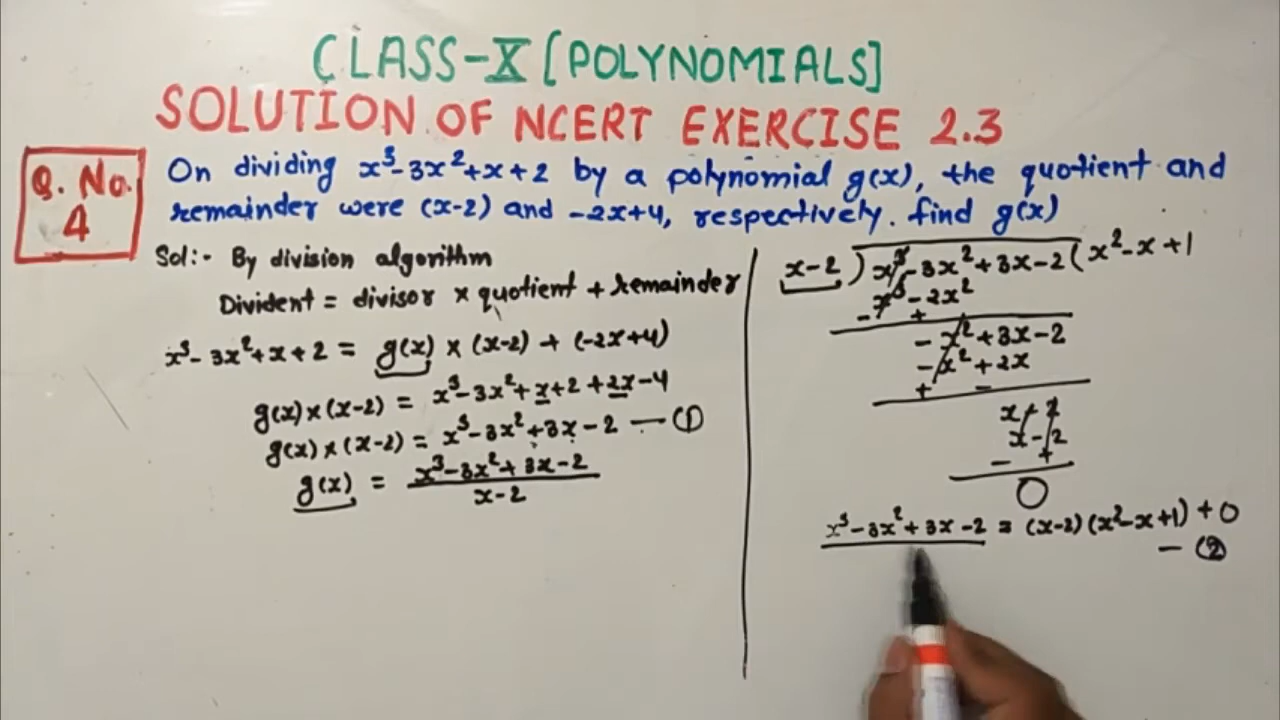 CLASS-X [POLYNOMIALS]
SOLUTION OF NCERT EXERCISE 2.3
Q. No. 4
On dividing x³-3x²+x+2 by a polynomial g(x), the quotient and
remainder were (x-2) and -2x+4, respectively. find g(x)
Sol:- By division algorithm
Divident = divisor × quotient + remainder
x³-3x²+x+2 = g(x) × (x-2) + (-2x+4)
g(x)×(x-2) = x³-3x²+x+2+2x-4
g(x)×(x-2) = x³-3x²+3x-2 — ①
g(x) = x³-3x²+3x-2
x-2
x-2 ) x³-3x²+3x-2 ( x²-x+1
x³-2x²
- +
-x²+3x-2
-x²+2x
+ -
x-2
x-2
- +
0
x³-3x²+3x-2 = (x-2)(x²-x+1)+0
— ②